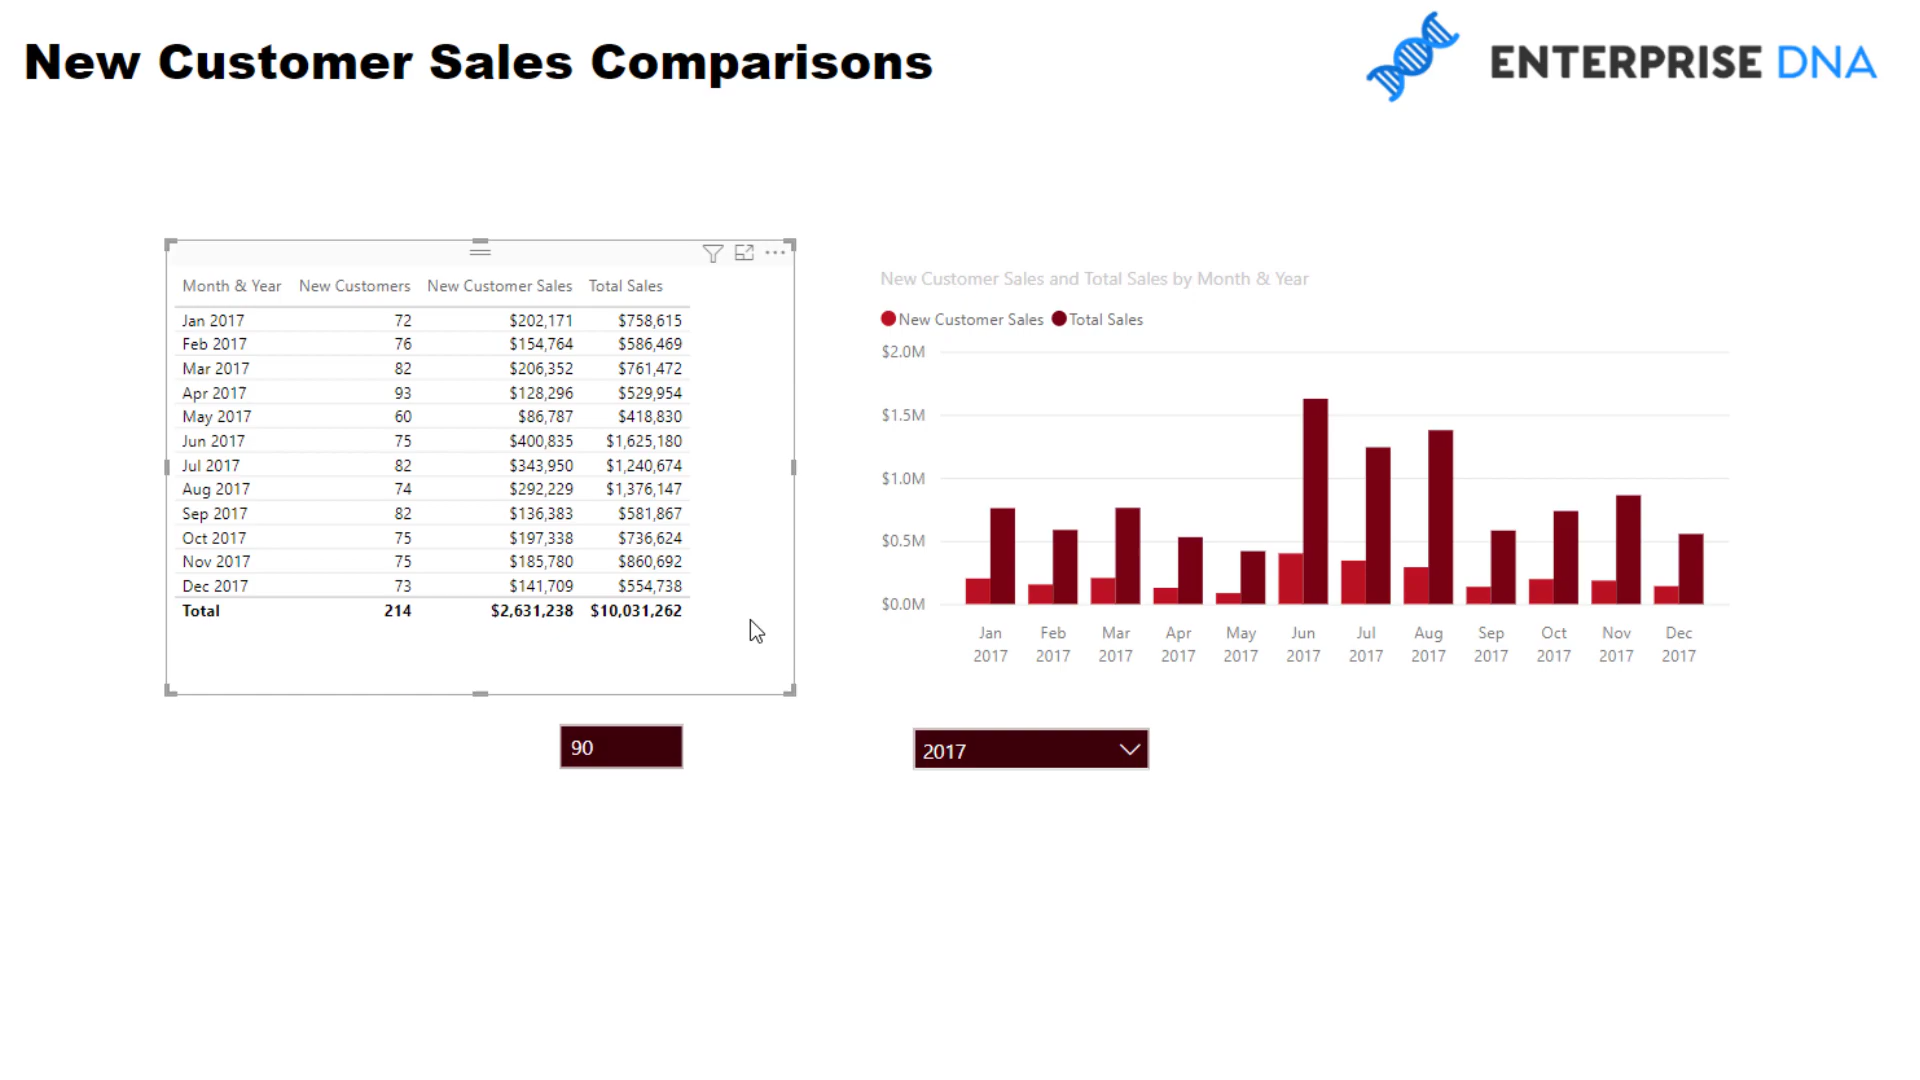 New Customer Sales Comparisons
ENTERPRISE DNA
Month & Year New Customers New Customer Sales Total Sales
Jan 2017 72 $202,171 $758,615
Feb 2017 76 $154,764 $586,469
Mar 2017 82 $206,352 $761,472
Apr 2017 93 $128,296 $529,954
May 2017 60 $86,787 $418,830
Jun 2017 75 $400,835 $1,625,180
Jul 2017 82 $343,950 $1,240,674
Aug 2017 74 $292,229 $1,376,147
Sep 2017 82 $136,383 $581,867
Oct 2017 75 $197,338 $736,624
Nov 2017 75 $185,780 $860,692
Dec 2017 73 $141,709 $554,738
Total 214 $2,631,238 $10,031,262
New Customer Sales and Total Sales by Month & Year
New Customer Sales Total Sales
$2.0M
$1.5M
$1.0M
$0.5M
$0.0M
Jan Feb Mar Apr May Jun Jul Aug Sep Oct Nov Dec
2017 2017 2017 2017 2017 2017 2017 2017 2017 2017 2017 2017
90
2017